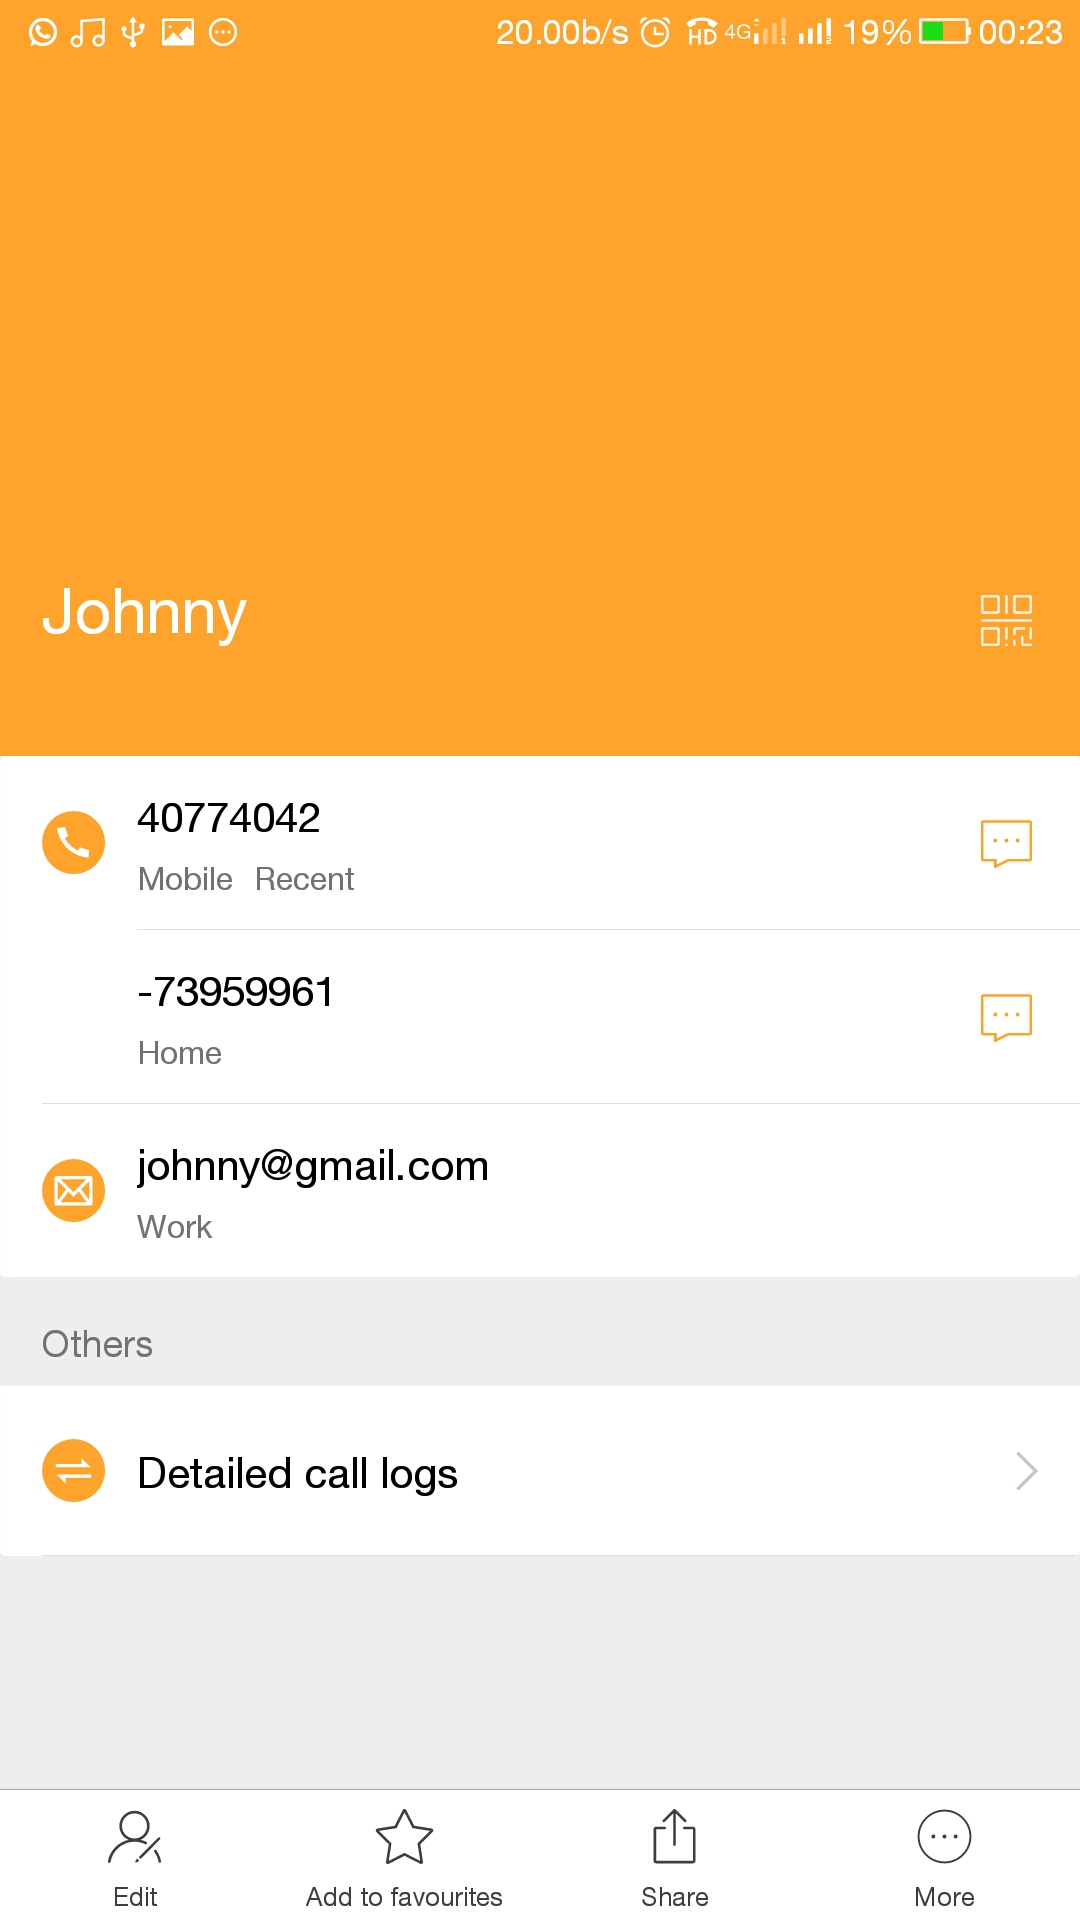 20.00b/s HD 4G 19% 00:23
Johnny
40774042
Mobile Recent
-73959961
Home
johnny@gmail.com
Work
Others
Detailed call logs
Edit Add to favourites Share More